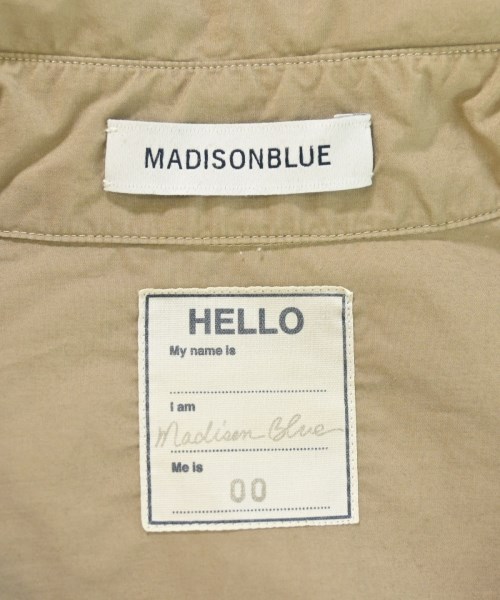 MADISONBLUE
HELLO
My name is
I am
Madison Blue
Me is
00